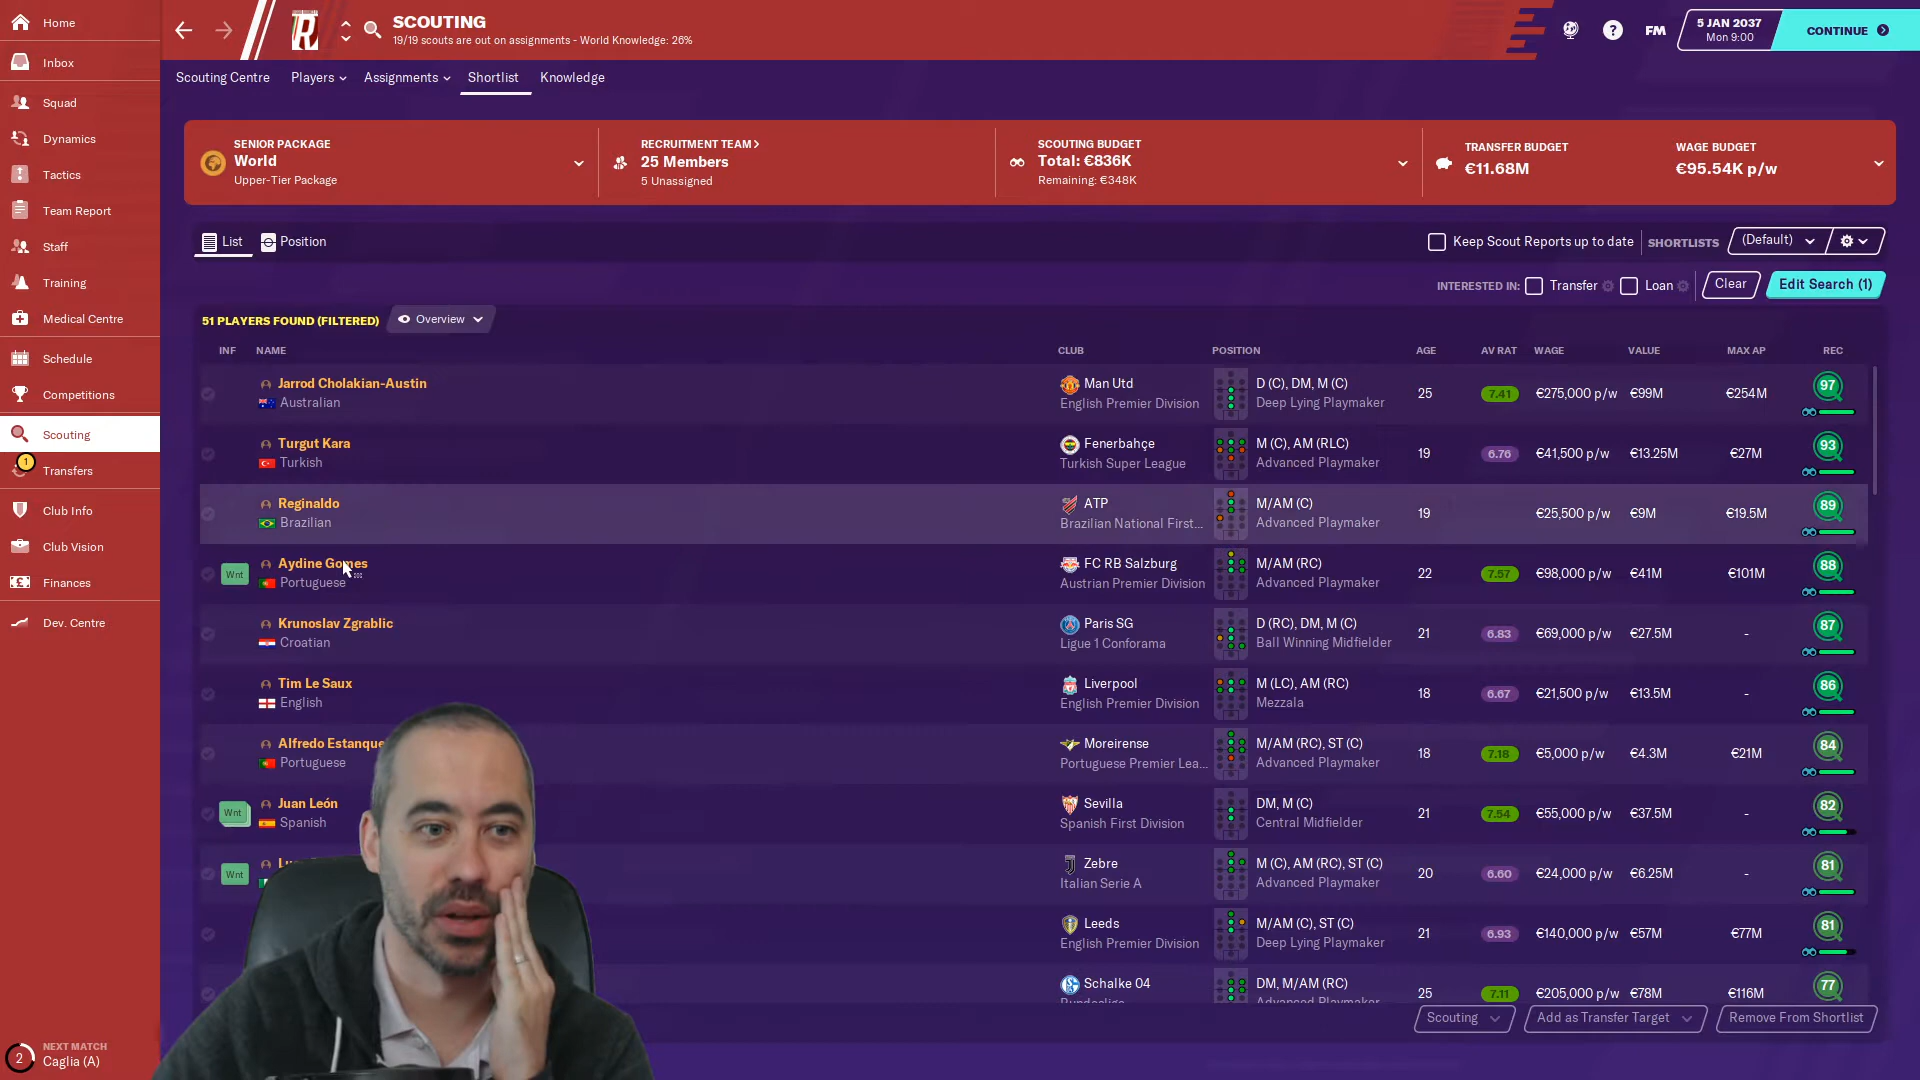 Home
Inbox
Squad
Dynamics
Tactics
Team Report
Staff
Training
Medical Centre
Schedule
Competitions
Scouting
1
Transfers
Club Info
Club Vision
Finances
Dev. Centre
2
NEXT MATCH
Caglia (A)
R
SCOUTING
19/19 scouts are out on assignments - World Knowledge: 26%
FM
5 JAN 2037
Mon 9:00
CONTINUE
Scouting Centre
Players
Assignments
Shortlist
Knowledge
SENIOR PACKAGE
World
Upper-Tier Package
RECRUITMENT TEAM
25 Members
5 Unassigned
SCOUTING BUDGET
Total: €836K
Remaining: €348K
TRANSFER BUDGET
€11.68M
WAGE BUDGET
€95.54K p/w
List
Position
Keep Scout Reports up to date
SHORTLISTS
(Default)
INTERESTED IN:
Transfer
Loan
Clear
Edit Search (1)
51 PLAYERS FOUND (FILTERED)
Overview
INF NAME CLUB POSITION AGE AV RAT WAGE VALUE MAX AP REC
Jarrod Cholakian-Austin Man Utd D (C), DM, M (C) 25 7.41 €275,000 p/w €99M €254M 97
Australian English Premier Division Deep Lying Playmaker
Turgut Kara Fenerbahçe M (C), AM (RLC) 19 6.76 €41,500 p/w €13.25M €27M 93
Turkish Turkish Super League Advanced Playmaker
Reginaldo ATP M/AM (C) 19 €25,500 p/w €9M €19.5M 89
Brazilian Brazilian National First... Advanced Playmaker
Wnt Aydine Gomes FC RB Salzburg M/AM (RC) 22 7.57 €98,000 p/w €41M €101M 88
Portuguese Austrian Premier Division Advanced Playmaker
Krunoslav Zgrablic Paris SG D (RC), DM, M (C) 21 6.83 €69,000 p/w €27.5M - 87
Croatian Ligue 1 Conforama Ball Winning Midfielder
Tim Le Saux Liverpool M (LC), AM (RC) 18 6.67 €21,500 p/w €13.5M - 86
English English Premier Division Mezzala
Alfredo Estanque Moreirense M/AM (RC), ST (C) 18 7.18 €5,000 p/w €4.3M €21M 84
Portuguese Portuguese Premier Lea... Advanced Playmaker
Wnt Juan León Sevilla DM, M (C) 21 7.54 €55,000 p/w €37.5M - 82
Spanish Spanish First Division Central Midfielder
Wnt Zebre M (C), AM (RC), ST (C) 20 6.60 €24,000 p/w €6.25M - 81
Italian Serie A Advanced Playmaker
Leeds M/AM (C), ST (C) 21 6.93 €140,000 p/w €57M €77M 81
English Premier Division Deep Lying Playmaker
Schalke 04 DM, M/AM (RC) 25 7.11 €205,000 p/w €78M €116M 77
Scouting
Add as Transfer Target
Remove From Shortlist